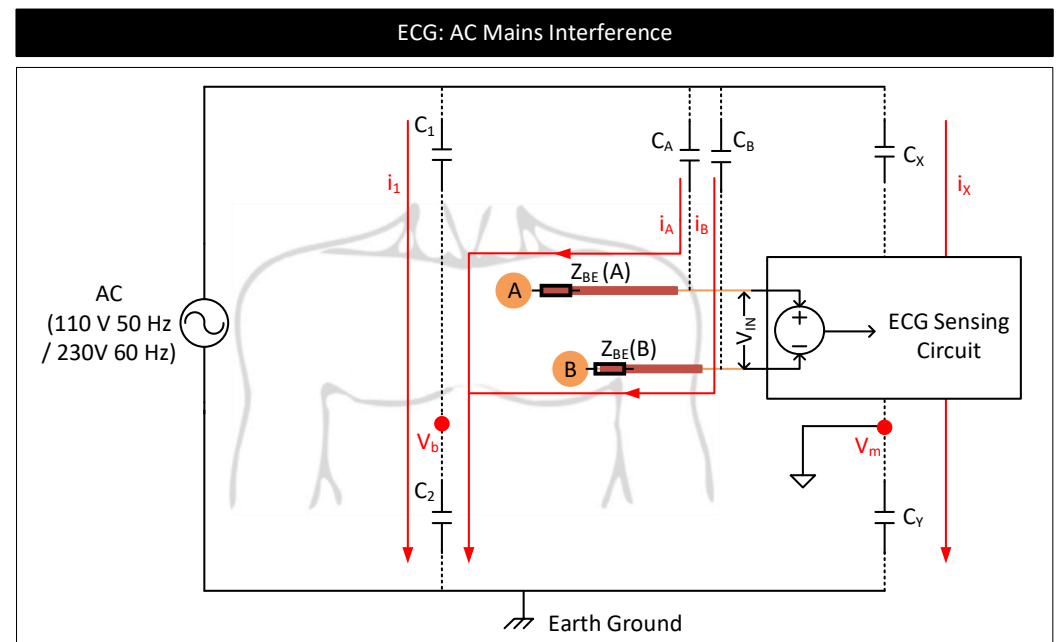 ECG: AC Mains Interference
C1
CA
CB
CX
i1
iA
iB
iX
ZBE (A)
A
AC
(110 V 50 Hz
/ 230V 60 Hz)
+
VIN
ECG Sensing
Circuit
–
ZBE(B)
B
Vb
Vm
C2
CY
Earth Ground